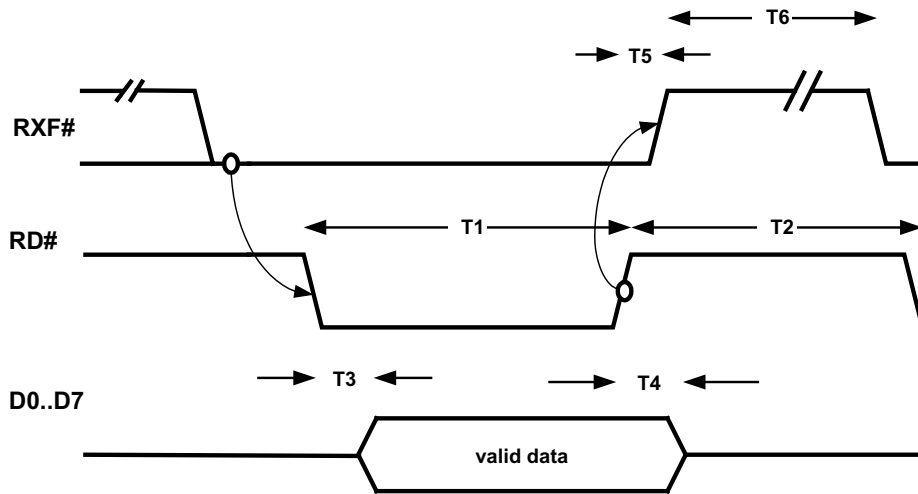 T6
T5
RXF#
T1
T2
RD#
T3
T4
D0..D7
valid data